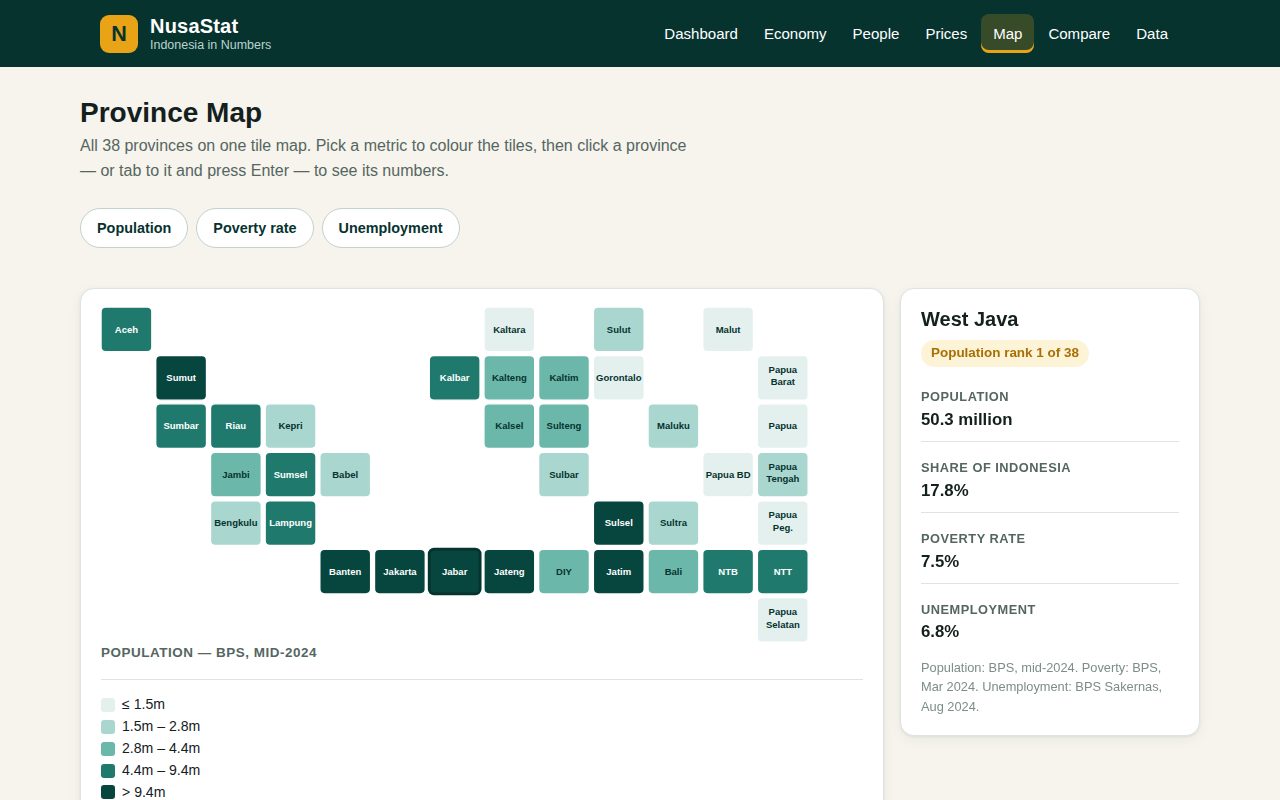 N
NusaStat
Indonesia in Numbers
Dashboard Economy People Prices Map Compare Data
Province Map
All 38 provinces on one tile map. Pick a metric to colour the tiles, then click a province
— or tab to it and press Enter — to see its numbers.
Population Poverty rate Unemployment
Aceh Kaltara Sulut Malut
Sumut Kalbar Kalteng Kaltim Gorontalo Papua Barat
Sumbar Riau Kepri Kalsel Sulteng Maluku Papua
Jambi Sumsel Babel Sulbar Papua BD Papua Tengah
Bengkulu Lampung Sulsel Sultra Papua Peg.
Banten Jakarta Jabar Jateng DIY Jatim Bali NTB NTT
Papua Selatan
POPULATION — BPS, MID-2024
≤ 1.5m
1.5m – 2.8m
2.8m – 4.4m
4.4m – 9.4m
> 9.4m
West Java
Population rank 1 of 38
POPULATION
50.3 million
SHARE OF INDONESIA
17.8%
POVERTY RATE
7.5%
UNEMPLOYMENT
6.8%
Population: BPS, mid-2024. Poverty: BPS,
Mar 2024. Unemployment: BPS Sakernas,
Aug 2024.